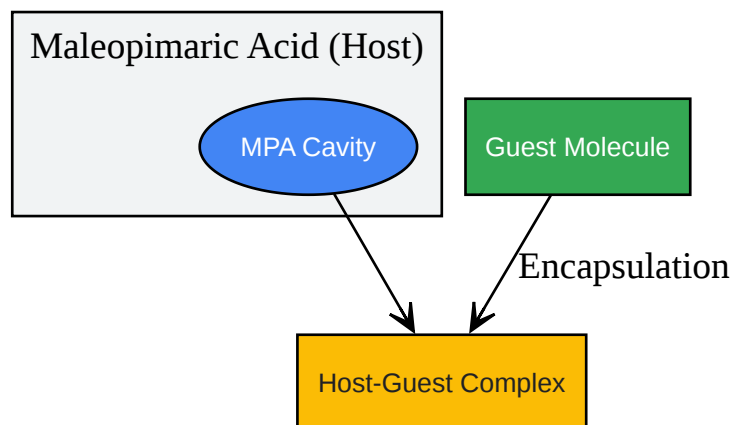 Maleopimaric Acid (Host)
MPA Cavity
Guest Molecule
Encapsulation
Host-Guest Complex